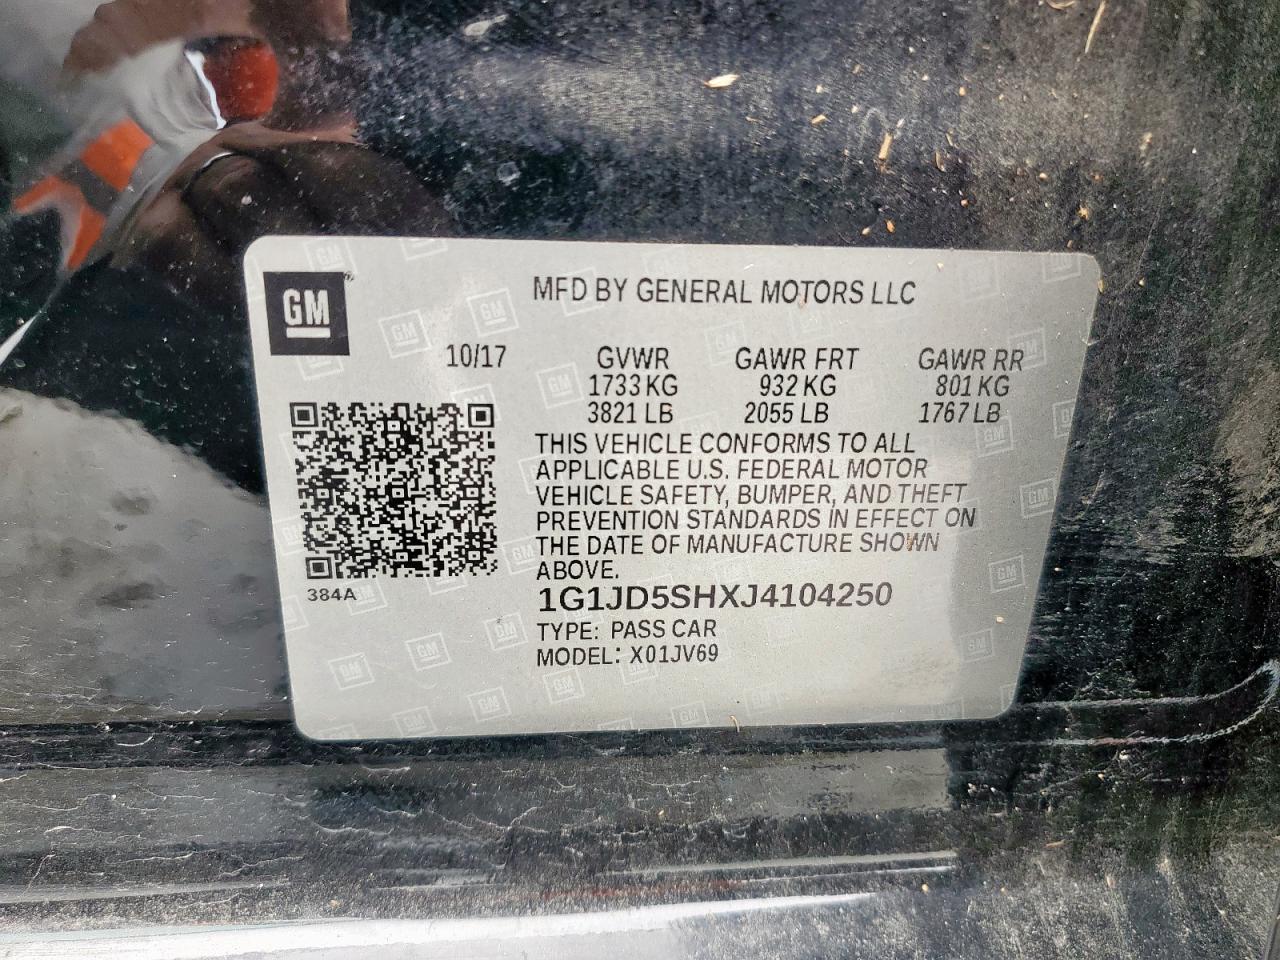 GM
MFD BY GENERAL MOTORS LLC
10/17 GVWR GAWR FRT GAWR RR
1733 KG 932 KG 801 KG
3821 LB 2055 LB 1767 LB
THIS VEHICLE CONFORMS TO ALL
APPLICABLE U.S. FEDERAL MOTOR
VEHICLE SAFETY, BUMPER, AND THEFT
PREVENTION STANDARDS IN EFFECT ON
THE DATE OF MANUFACTURE SHOWN
ABOVE.
384A
1G1JD5SHXJ4104250
TYPE: PASS CAR
MODEL: X01JV69